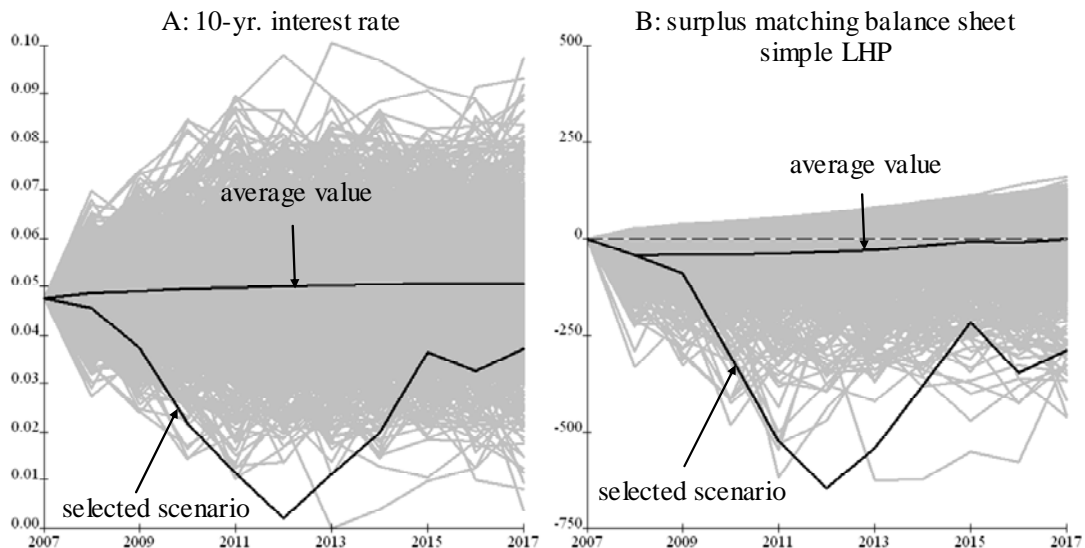 A: 10-yr. interest rate
0.10
0.09
0.08
0.07
0.06
0.05
0.04
0.03
0.02
0.01
0.00
average value
selected scenario
2007 2009 2011 2013 2015 2017
B: surplus matching balance sheet
simple LHP
500
250
0
-250
-500
-750
average value
selected scenario
2007 2009 2011 2013 2015 2017